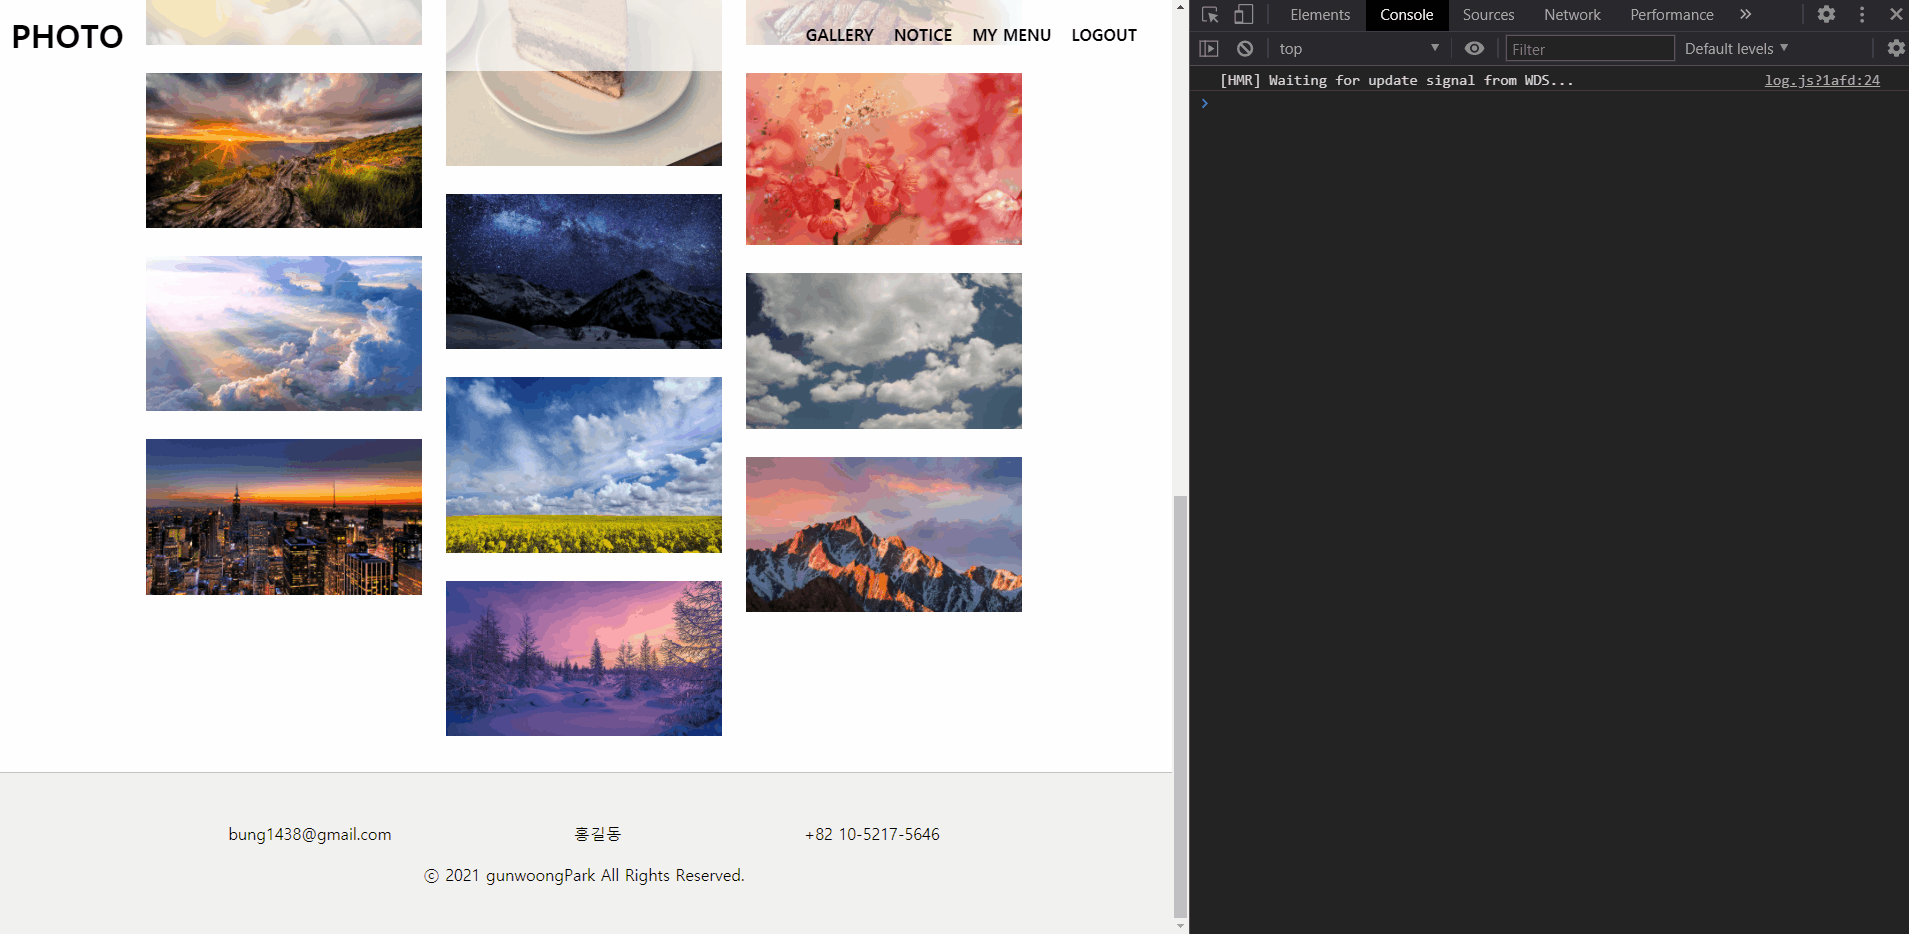 PHOTO
GALLERY NOTICE MY MENU LOGOUT
bung1438@gmail.com 홍길동 +82 10-5217-5646
ⓒ 2021 gunwoongPark All Rights Reserved.
Elements Console Sources Network Performance »
top ▼ Filter Default levels ▼
[HMR] Waiting for update signal from WDS... log.js?1afd:24